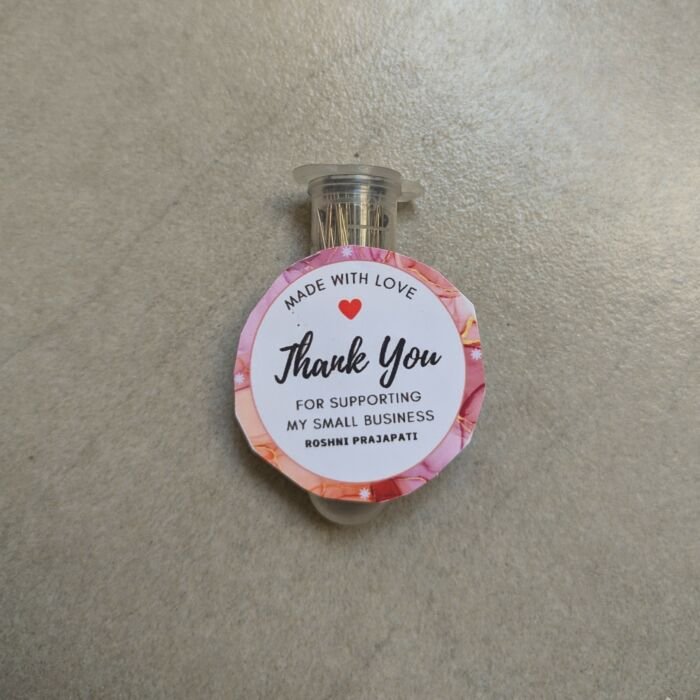 MADE WITH LOVE
Thank You
FOR SUPPORTING
MY SMALL BUSINESS
ROSHNI PRAJAPATI